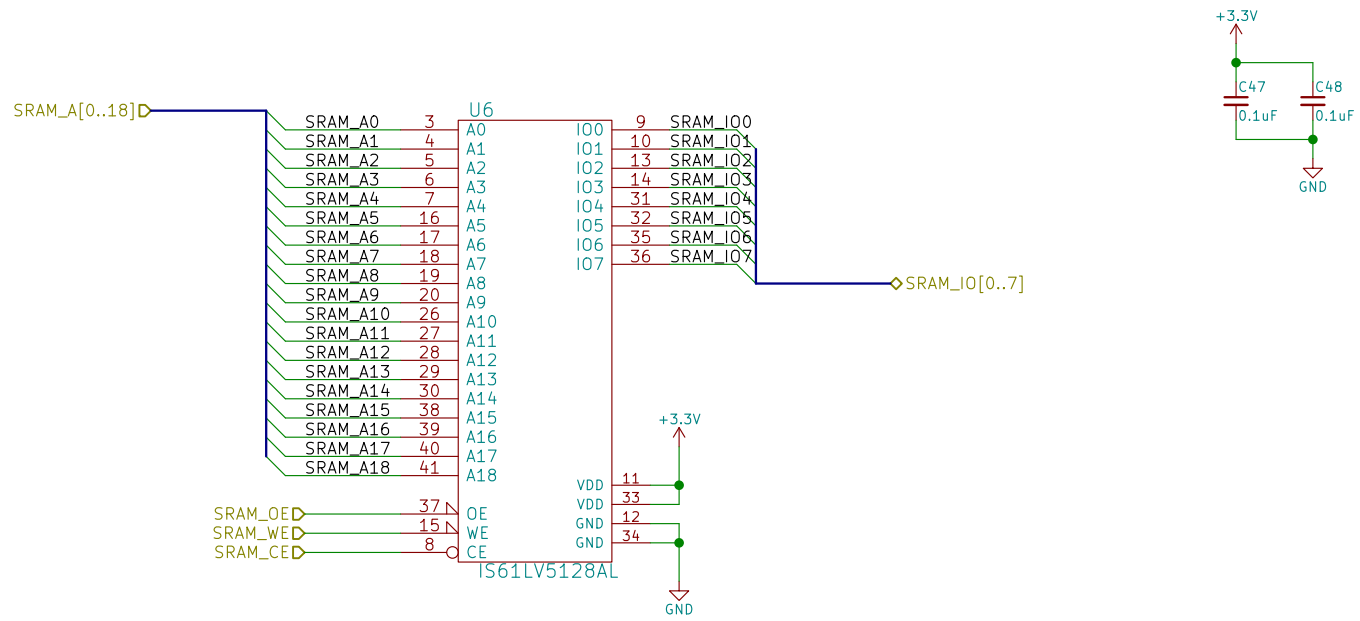 +3.3V
C47
C48
0.1uF
0.1uF
GND
SRAM_A[0..18]
U6
SRAM_A0 3 A0 IO0 9 SRAM_IO0
SRAM_A1 4 A1 IO1 10 SRAM_IO1
SRAM_A2 5 A2 IO2 13 SRAM_IO2
SRAM_A3 6 A3 IO3 14 SRAM_IO3
SRAM_A4 7 A4 IO4 31 SRAM_IO4
SRAM_A5 16 A5 IO5 32 SRAM_IO5
SRAM_A6 17 A6 IO6 35 SRAM_IO6
SRAM_A7 18 A7 IO7 36 SRAM_IO7
SRAM_A8 19 A8
SRAM_IO[0..7]
SRAM_A9 20 A9
SRAM_A10 26 A10
SRAM_A11 27 A11
SRAM_A12 28 A12
SRAM_A13 29 A13
SRAM_A14 30 A14
SRAM_A15 38 A15
SRAM_A16 39 A16
SRAM_A17 40 A17
SRAM_A18 41 A18
+3.3V
VDD 11
VDD 33
GND 12
GND 34
GND
SRAM_OE 37 OE
SRAM_WE 15 WE
SRAM_CE 8 CE
IS61LV5128AL